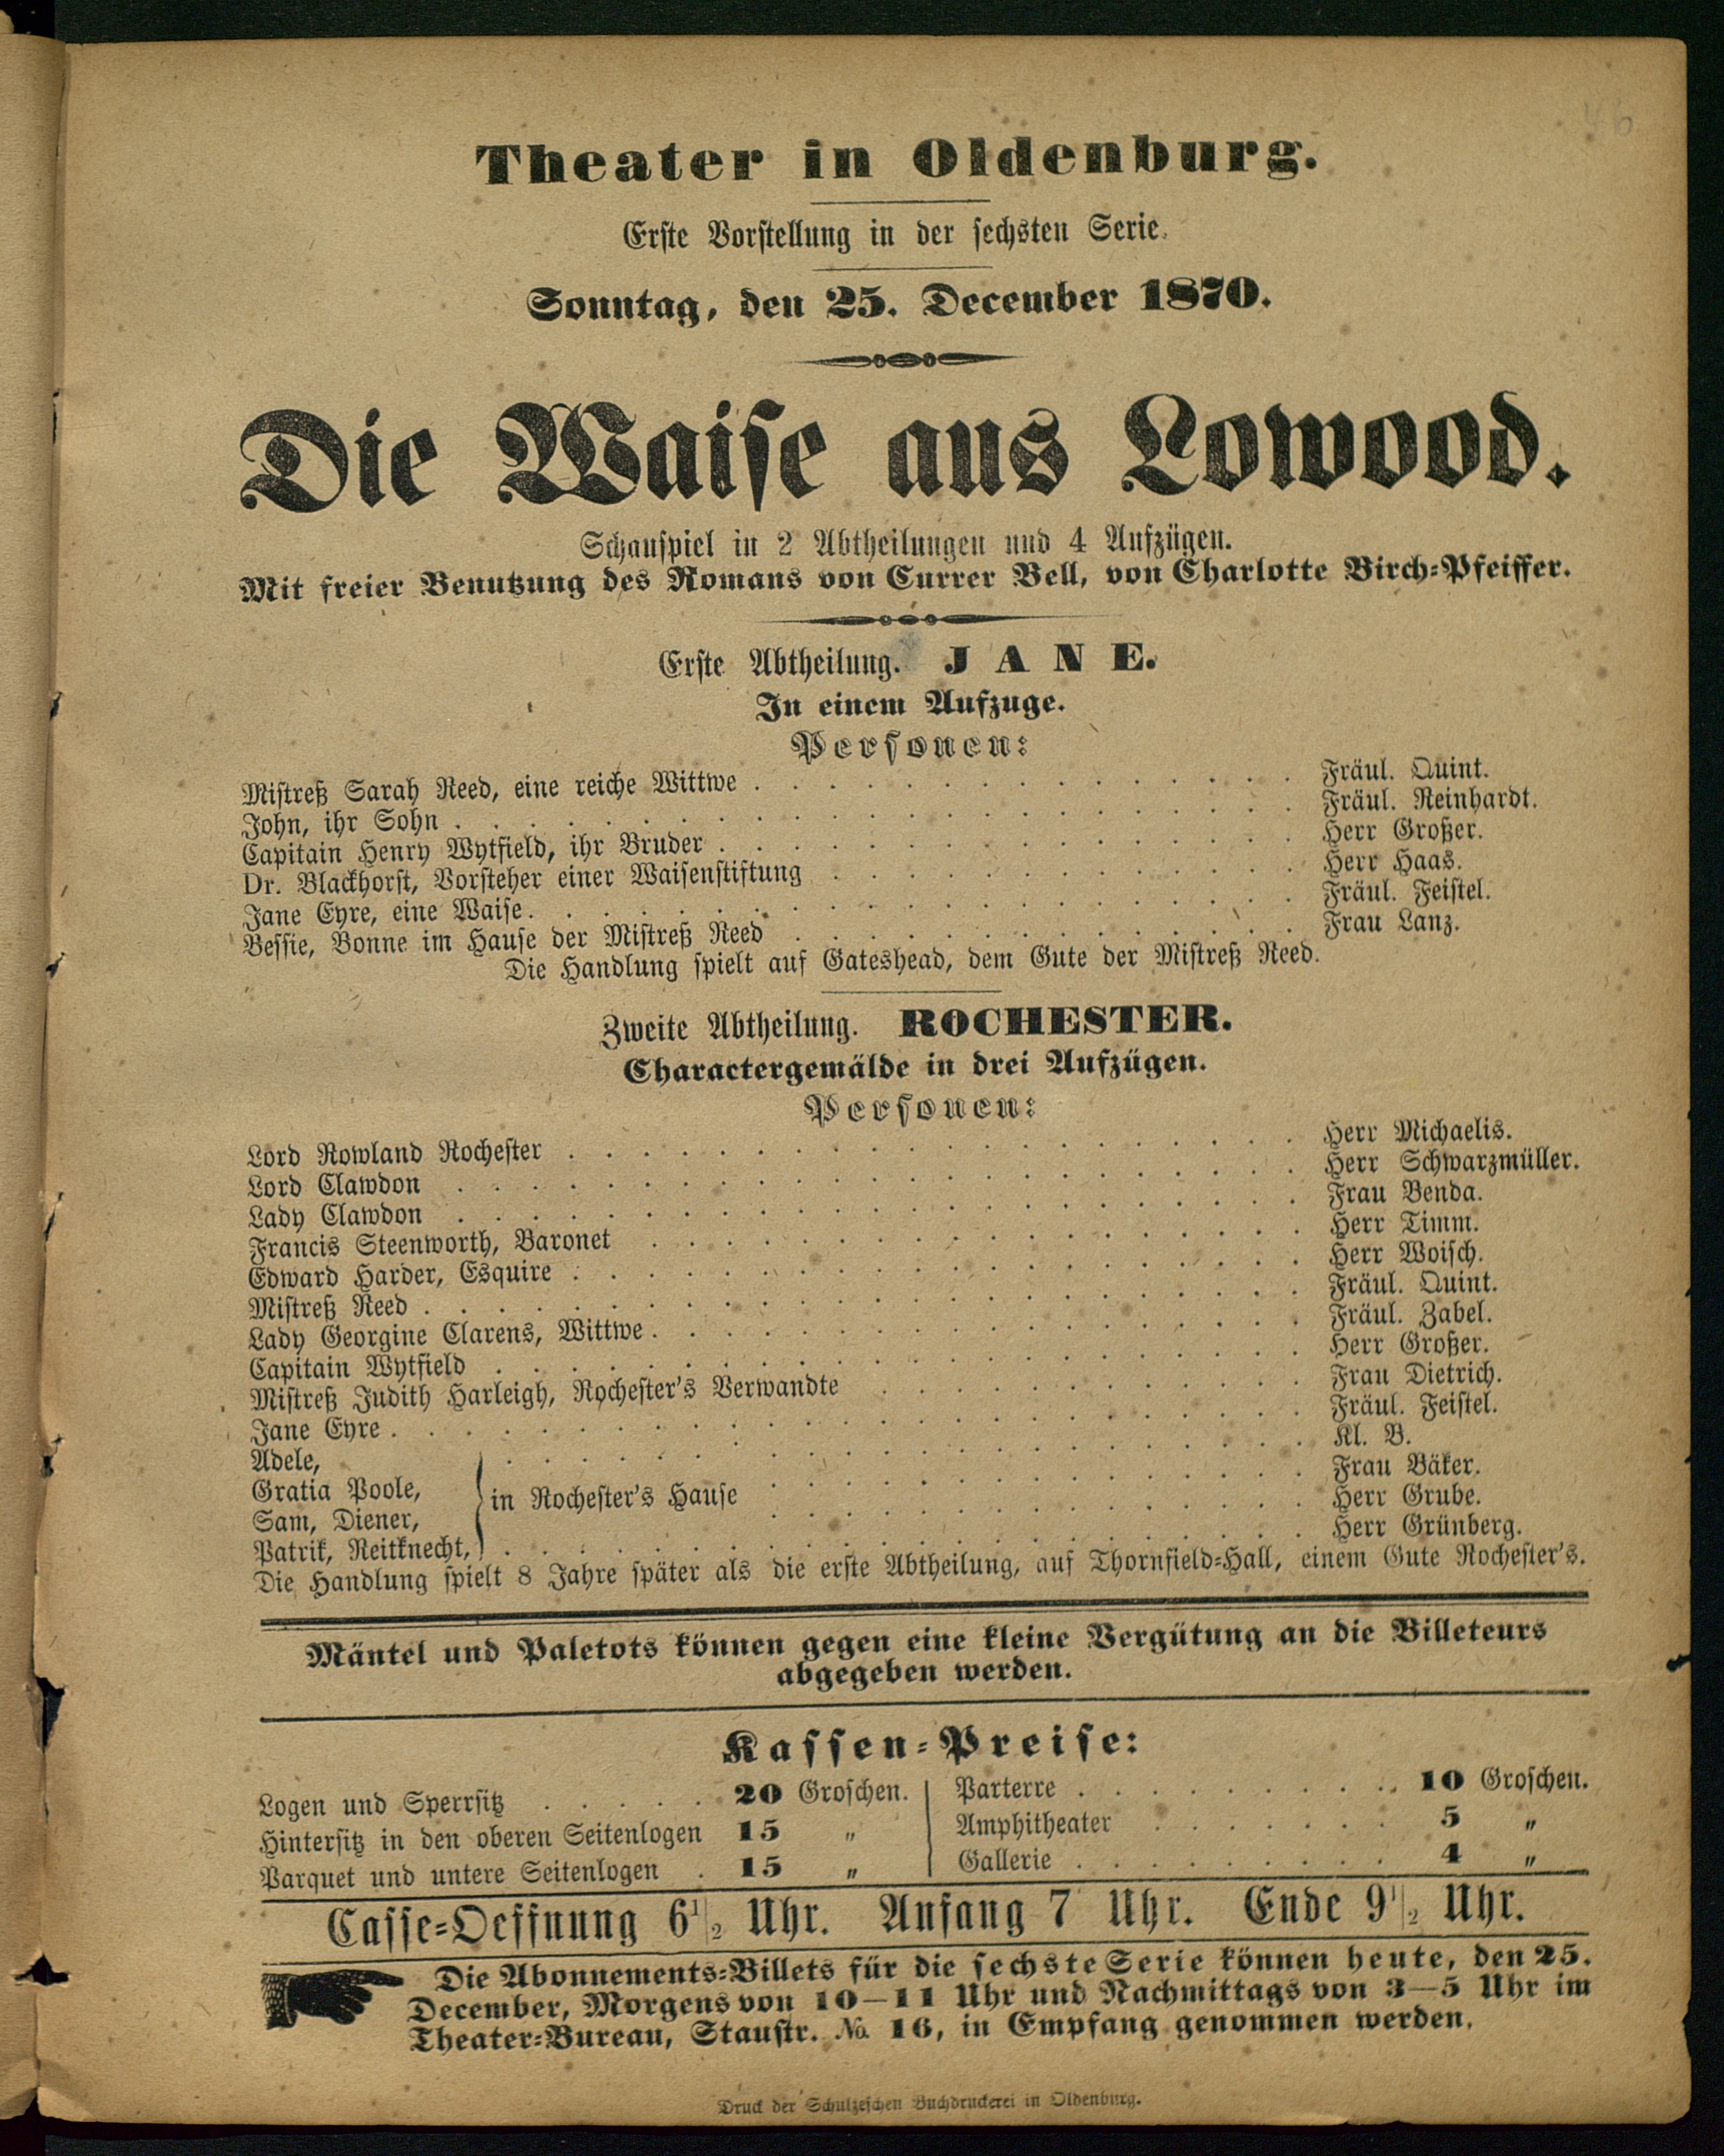 46
Theater in Oldenburg.
Erste Vorstellung in der sechsten Serie.
Sonntag, den 25. December 1870.
Die Waise aus Lowood.
Schauspiel in 2 Abtheilungen und 4 Aufzügen.
Mit freier Benutzung des Romans von Currer Bell, von Charlotte Birch-Pfeiffer.
Erste Abtheilung. JANE.
In einem Aufzuge.
Personen:
Mistreß Sarah Reed, eine reiche Wittwe . . . . . Fräul. Quint.
John, ihr Sohn . . . . . Fräul. Reinhardt.
Capitain Henry Wytfield, ihr Bruder . . . . . Herr Großer.
Dr. Blackhorst, Vorsteher einer Waisenstiftung . . . . . Herr Haas.
Jane Eyre, eine Waise . . . . . Fräul. Feistel.
Bessie, Bonne im Hause der Mistreß Reed . . . . . Frau Lanz.
Die Handlung spielt auf Gateshead, dem Gute der Mistreß Reed.
Zweite Abtheilung. ROCHESTER.
Charactergemälde in drei Aufzügen.
Personen:
Lord Rowland Rochester . . . . . Herr Michaelis.
Lord Clawdon . . . . . Herr Schwarzmüller.
Lady Clawdon . . . . . Frau Benda.
Francis Steenworth, Baronet . . . . . Herr Timm.
Edward Harder, Esquire . . . . . Herr Woisch.
Mistreß Reed . . . . . Fräul. Quint.
Lady Georgine Clarens, Wittwe . . . . . Fräul. Zabel.
Capitain Wytfield . . . . . Herr Großer.
Mistreß Judith Harleigh, Rochester's Verwandte . . . . . Frau Dietrich.
Jane Eyre . . . . . Fräul. Feistel.
Adele, . . . . . Kl. B.
Gratia Poole, . . . . . Frau Bäker.
in Rochester's Hause
Sam, Diener, . . . . . Herr Grube.
Patrik, Reitknecht, . . . . . Herr Grünberg.
Die Handlung spielt 8 Jahre später als die erste Abtheilung, auf Thornfield-Hall, einem Gute Rochester's.
Mäntel und Paletots können gegen eine kleine Vergütung an die Billeteurs
abgegeben werden.
Kassen-Preise:
Logen und Sperrsitz . . . . . 20 Groschen.
Hintersitz in den oberen Seitenlogen 15 "
Parquet und untere Seitenlogen . 15 "
Parterre . . . . . 10 Groschen.
Amphitheater . . . . . 5 "
Gallerie . . . . . 4 "
Casse-Oeffnung 6 1/2 Uhr. Anfang 7 Uhr. Ende 9 1/2 Uhr.
Die Abonnements-Billets für die sechste Serie können heute, den 25.
December, Morgens von 10—11 Uhr und Nachmittags von 3—5 Uhr im
Theater-Bureau, Staustr. No. 16, in Empfang genommen werden.
Druck der Schulzeschen Buchdruckerei in Oldenburg.